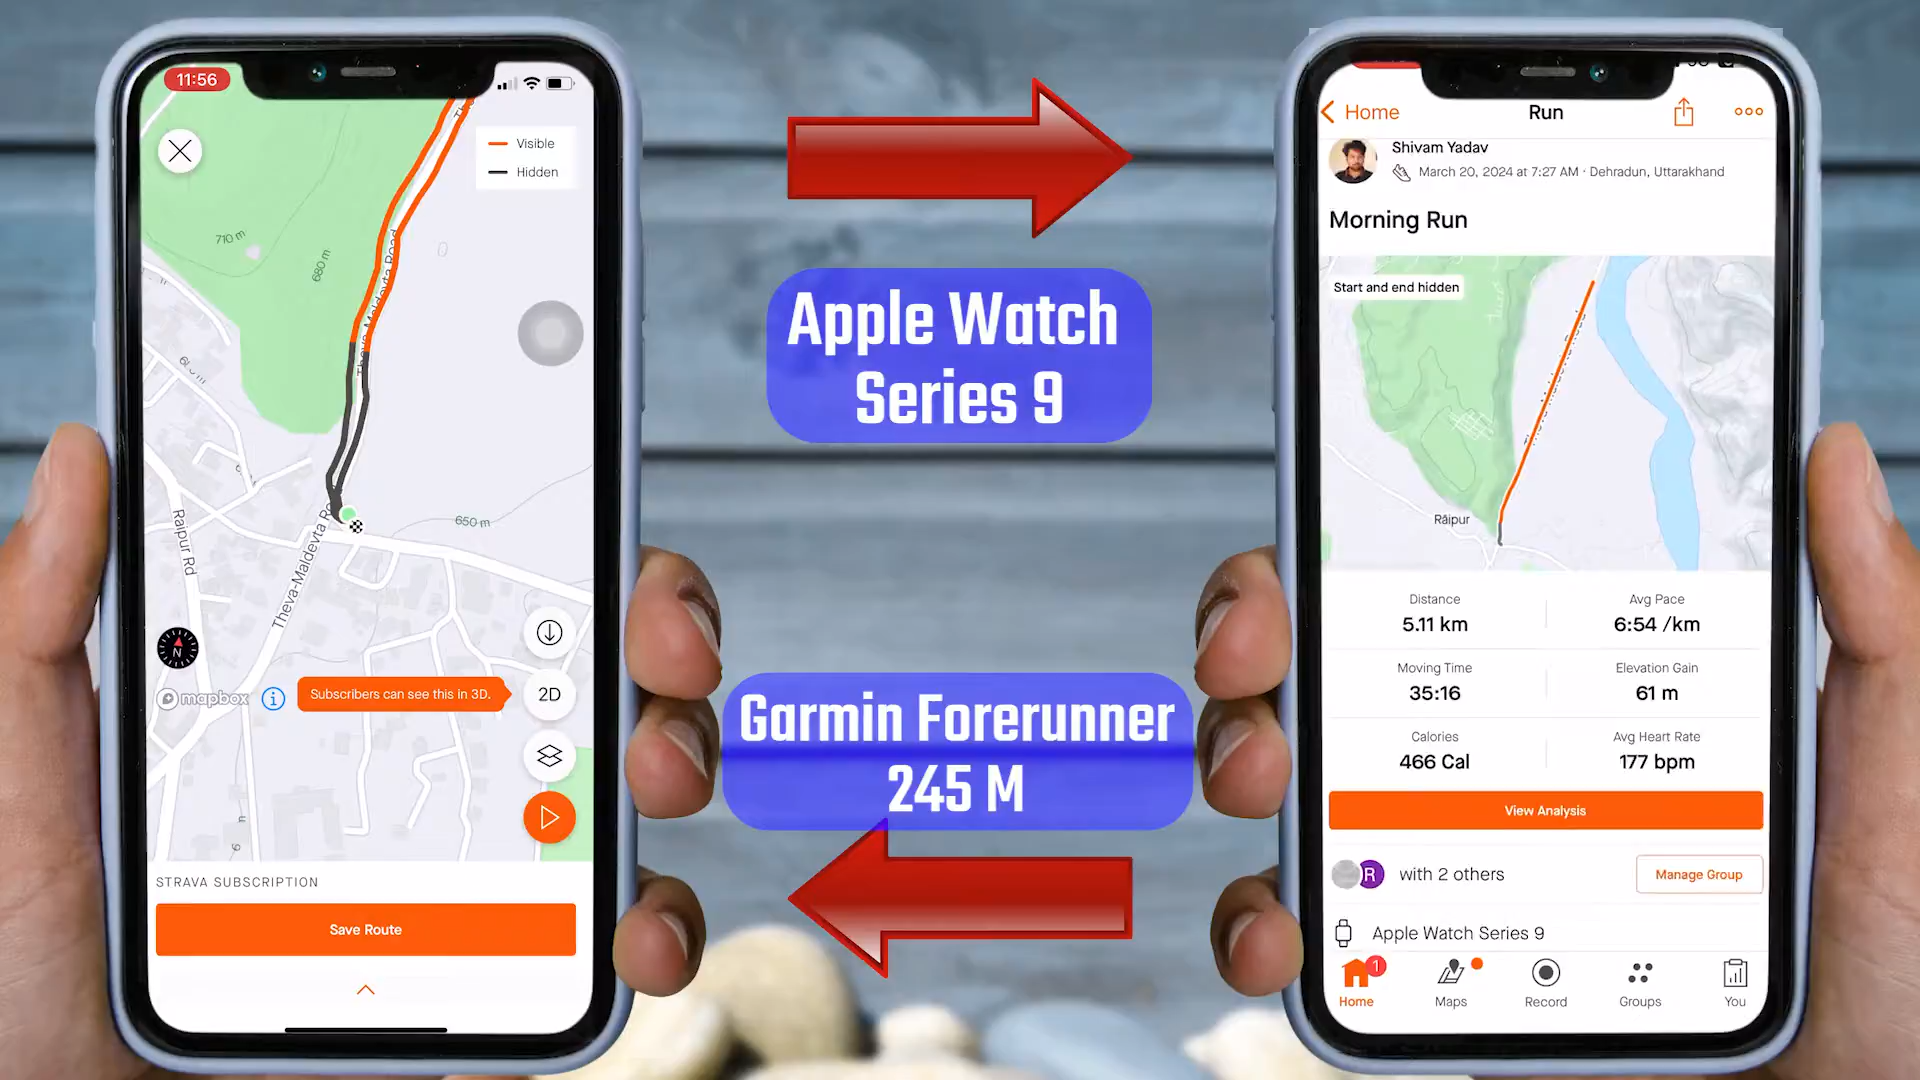 11:56
Visible
Hidden
710 m
680 m
Theva-Maldevta Road
650 m
Raipur Rd
Theva-Maldevta Ro
N
mapbox
i
Subscribers can see this in 3D.
2D
STRAVA SUBSCRIPTION
Save Route
Apple Watch
Series 9
Garmin Forerunner
245 M
Home
Run
Shivam Yadav
March 20, 2024 at 7:27 AM · Dehradun, Uttarakhand
Morning Run
Start and end hidden
Raipur
Distance
Avg Pace
5.11 km
6:54 /km
Moving Time
Elevation Gain
35:16
61 m
Calories
Avg Heart Rate
466 Cal
177 bpm
View Analysis
R
with 2 others
Manage Group
Apple Watch Series 9
1
Home
Maps
Record
Groups
You